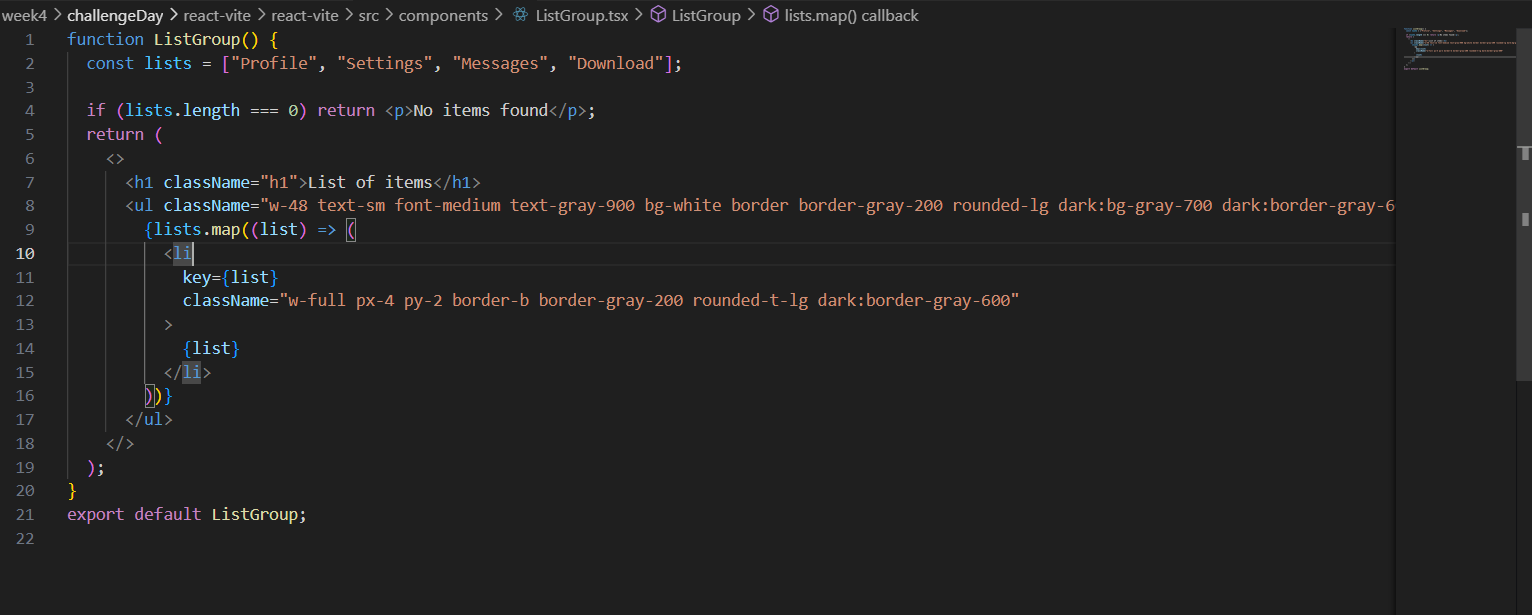 week4 > challengeDay > react-vite > react-vite > src > components > ListGroup.tsx > ListGroup > lists.map() callback
1 function ListGroup() {
2 const lists = ["Profile", "Settings", "Messages", "Download"];
3
4 if (lists.length === 0) return <p>No items found</p>;
5 return (
6 <>
7 <h1 className="h1">List of items</h1>
8 <ul className="w-48 text-sm font-medium text-gray-900 bg-white border border-gray-200 rounded-lg dark:bg-gray-700 dark:border-gray-6
9 {lists.map((list) => (
10 <li
11 key={list}
12 className="w-full px-4 py-2 border-b border-gray-200 rounded-t-lg dark:border-gray-600"
13 >
14 {list}
15 </li>
16 ))}
17 </ul>
18 </>
19 );
20 }
21 export default ListGroup;
22